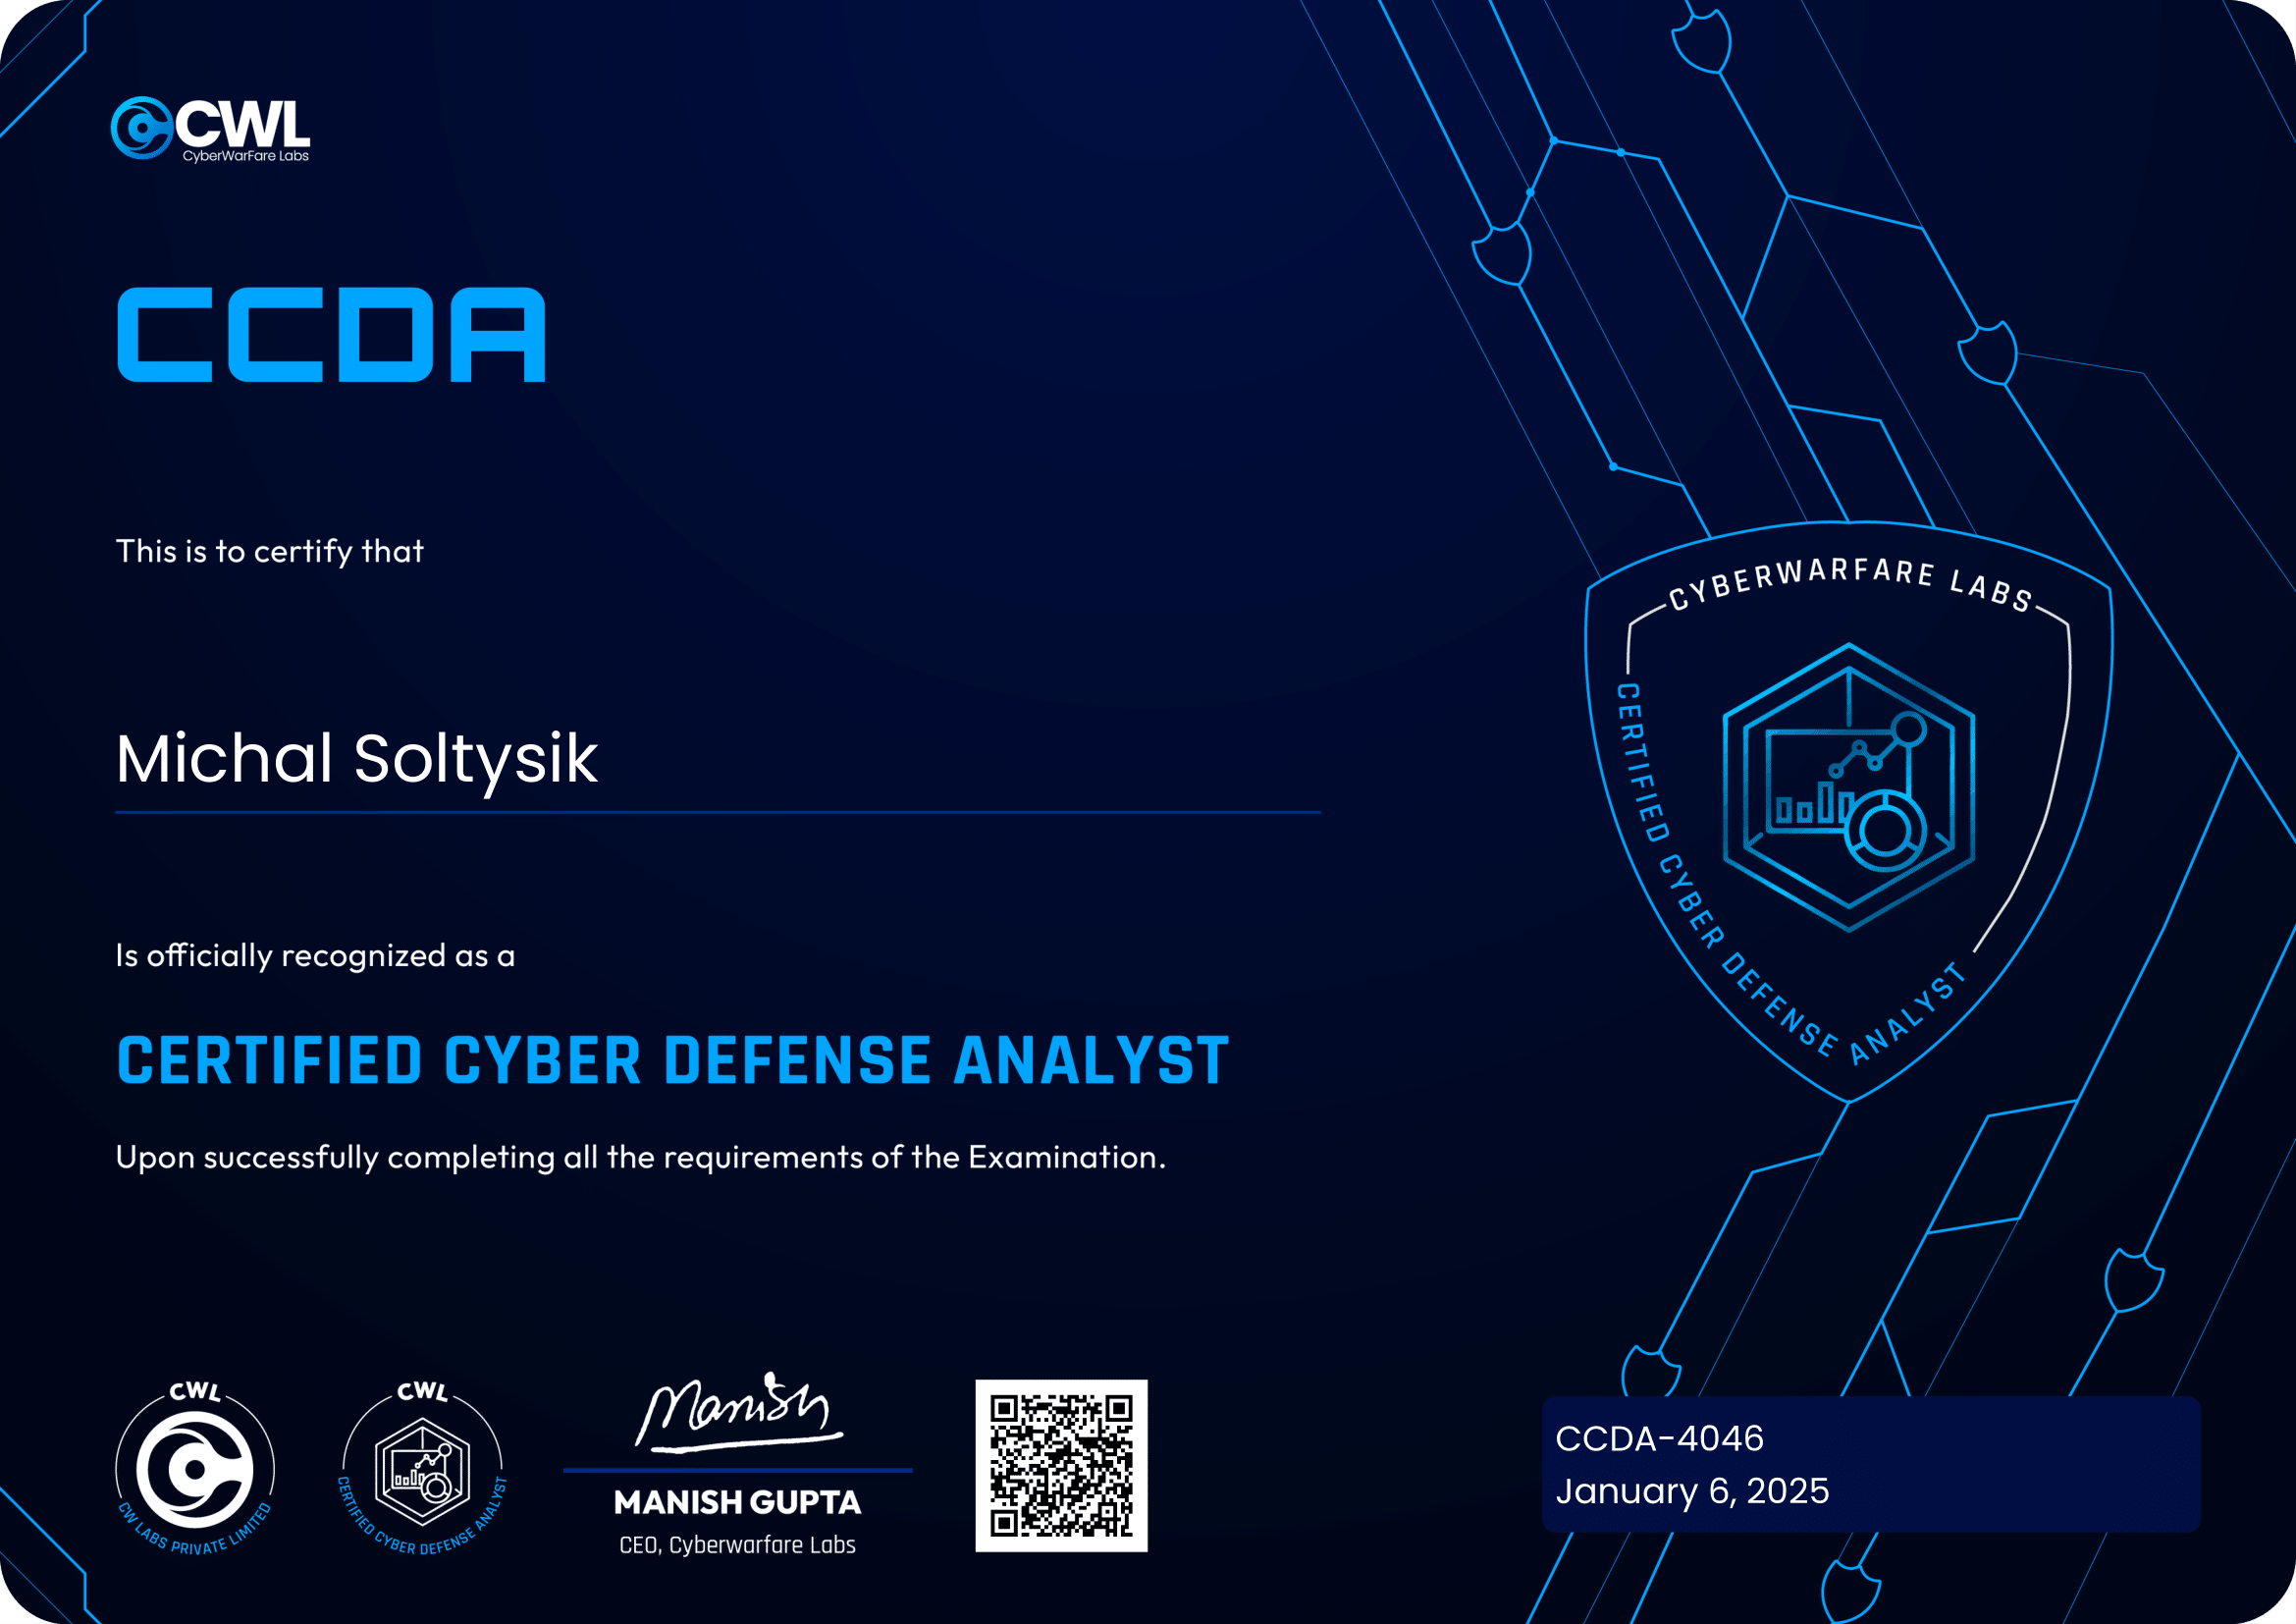 CWL
CyberWarFare Labs
CCDA
This is to certify that
Michal Soltysik
Is officially recognized as a
CERTIFIED CYBER DEFENSE ANALYST
Upon successfully completing all the requirements of the Examination.
CYBERWARFARE LABS
CERTIFIED CYBER DEFENSE ANALYST
CWL
CW LABS PRIVATE LIMITED
CWL
CERTIFIED CYBER DEFENSE ANALYST
Manish
MANISH GUPTA
CEO, Cyberwarfare Labs
CCDA-4046
January 6, 2025